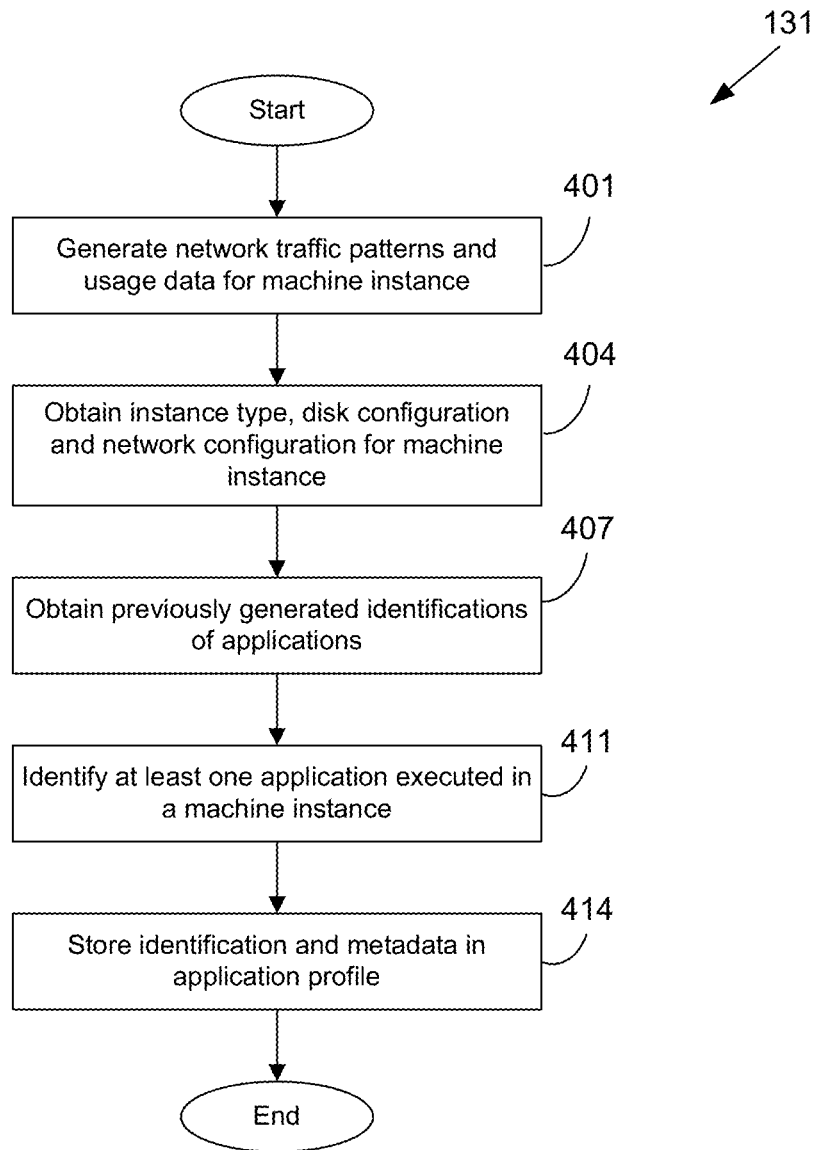 131
Start
401
Generate network traffic patterns and
usage data for machine instance
404
Obtain instance type, disk configuration
and network configuration for machine
instance
407
Obtain previously generated identifications
of applications
411
Identify at least one application executed in
a machine instance
414
Store identification and metadata in
application profile
End